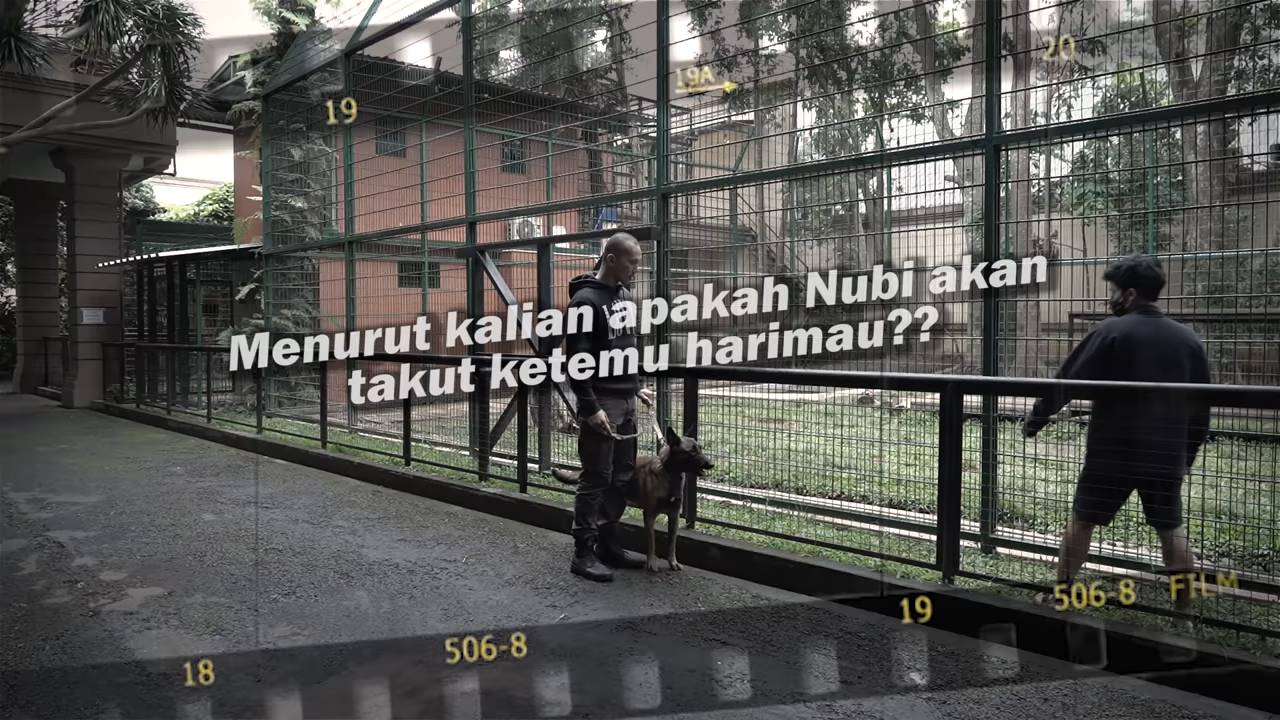 20
19A
19
Menurut kalian apakah Nubi akan
takut ketemu harimau??
506-8 FILM
19
506-8
18